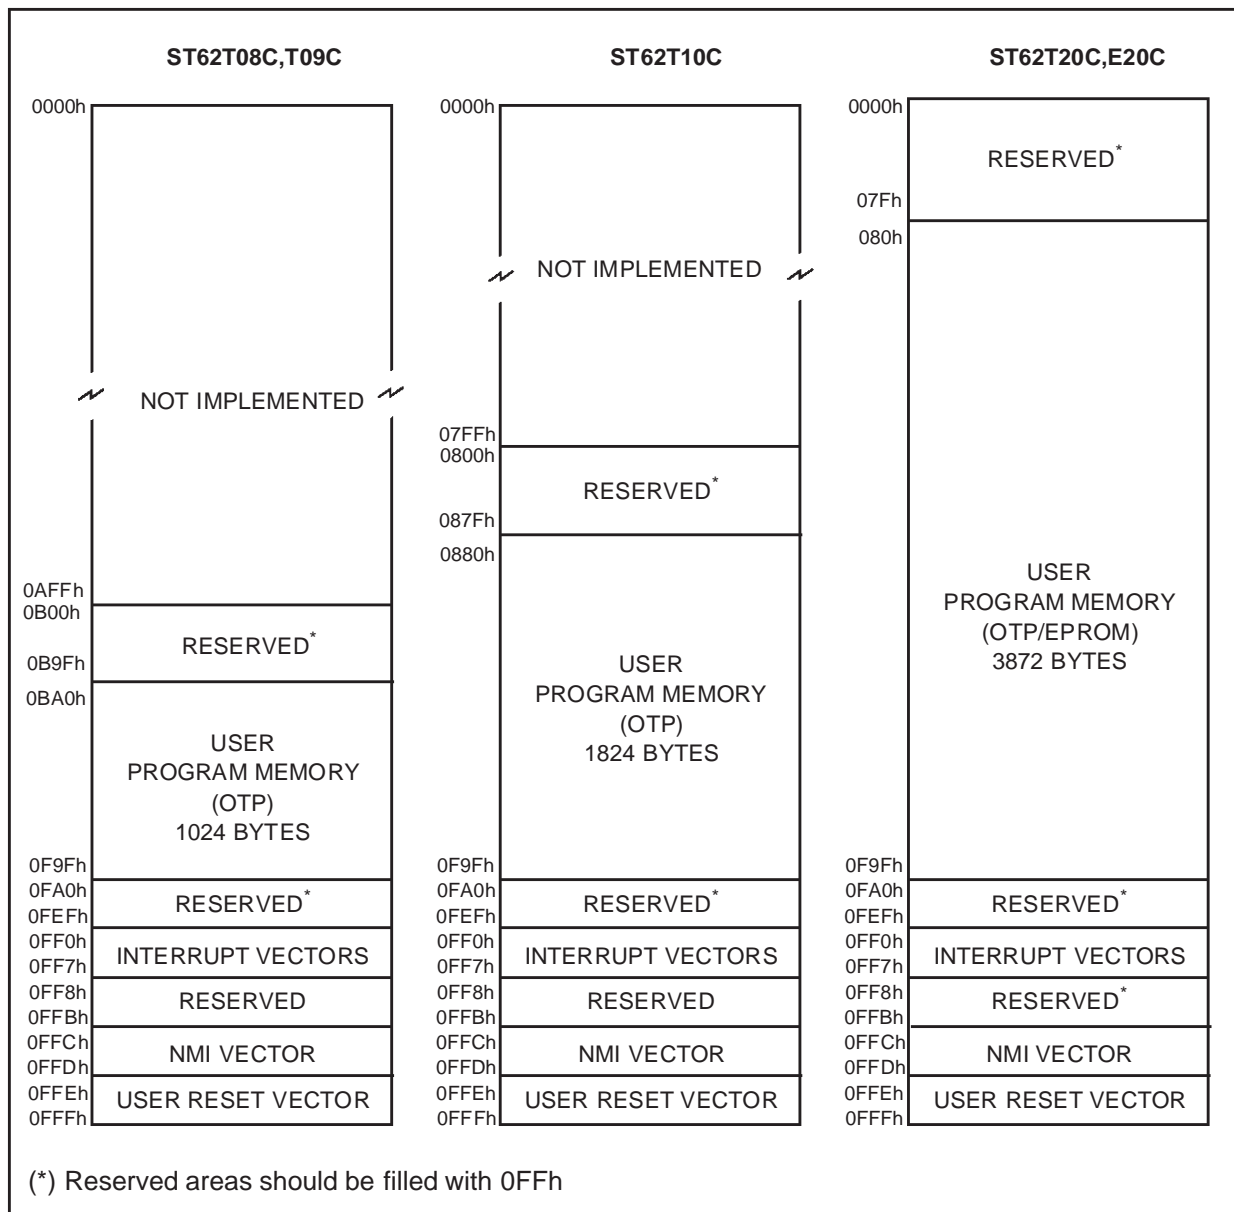 ST62T08C,T09C
0000h
NOT IMPLEMENTED
0AFFh
0B00h
RESERVED*
0B9Fh
0BA0h
USER
PROGRAM MEMORY
(OTP)
1024 BYTES
0F9Fh
0FA0h
RESERVED*
0FEFh
0FF0h
INTERRUPT VECTORS
0FF7h
0FF8h
RESERVED
0FFBh
0FFCh
NMI VECTOR
0FFDh
0FFEh
USER RESET VECTOR
0FFFh
ST62T10C
0000h
NOT IMPLEMENTED
07FFh
0800h
RESERVED*
087Fh
0880h
USER
PROGRAM MEMORY
(OTP)
1824 BYTES
0F9Fh
0FA0h
RESERVED*
0FEFh
0FF0h
INTERRUPT VECTORS
0FF7h
0FF8h
RESERVED
0FFBh
0FFCh
NMI VECTOR
0FFDh
0FFEh
USER RESET VECTOR
0FFFh
ST62T20C,E20C
0000h
RESERVED*
07Fh
080h
USER
PROGRAM MEMORY
(OTP/EPROM)
3872 BYTES
0F9Fh
0FA0h
RESERVED*
0FEFh
0FF0h
INTERRUPT VECTORS
0FF7h
0FF8h
RESERVED*
0FFBh
0FFCh
NMI VECTOR
0FFDh
0FFEh
USER RESET VECTOR
0FFFh
(*) Reserved areas should be filled with 0FFh